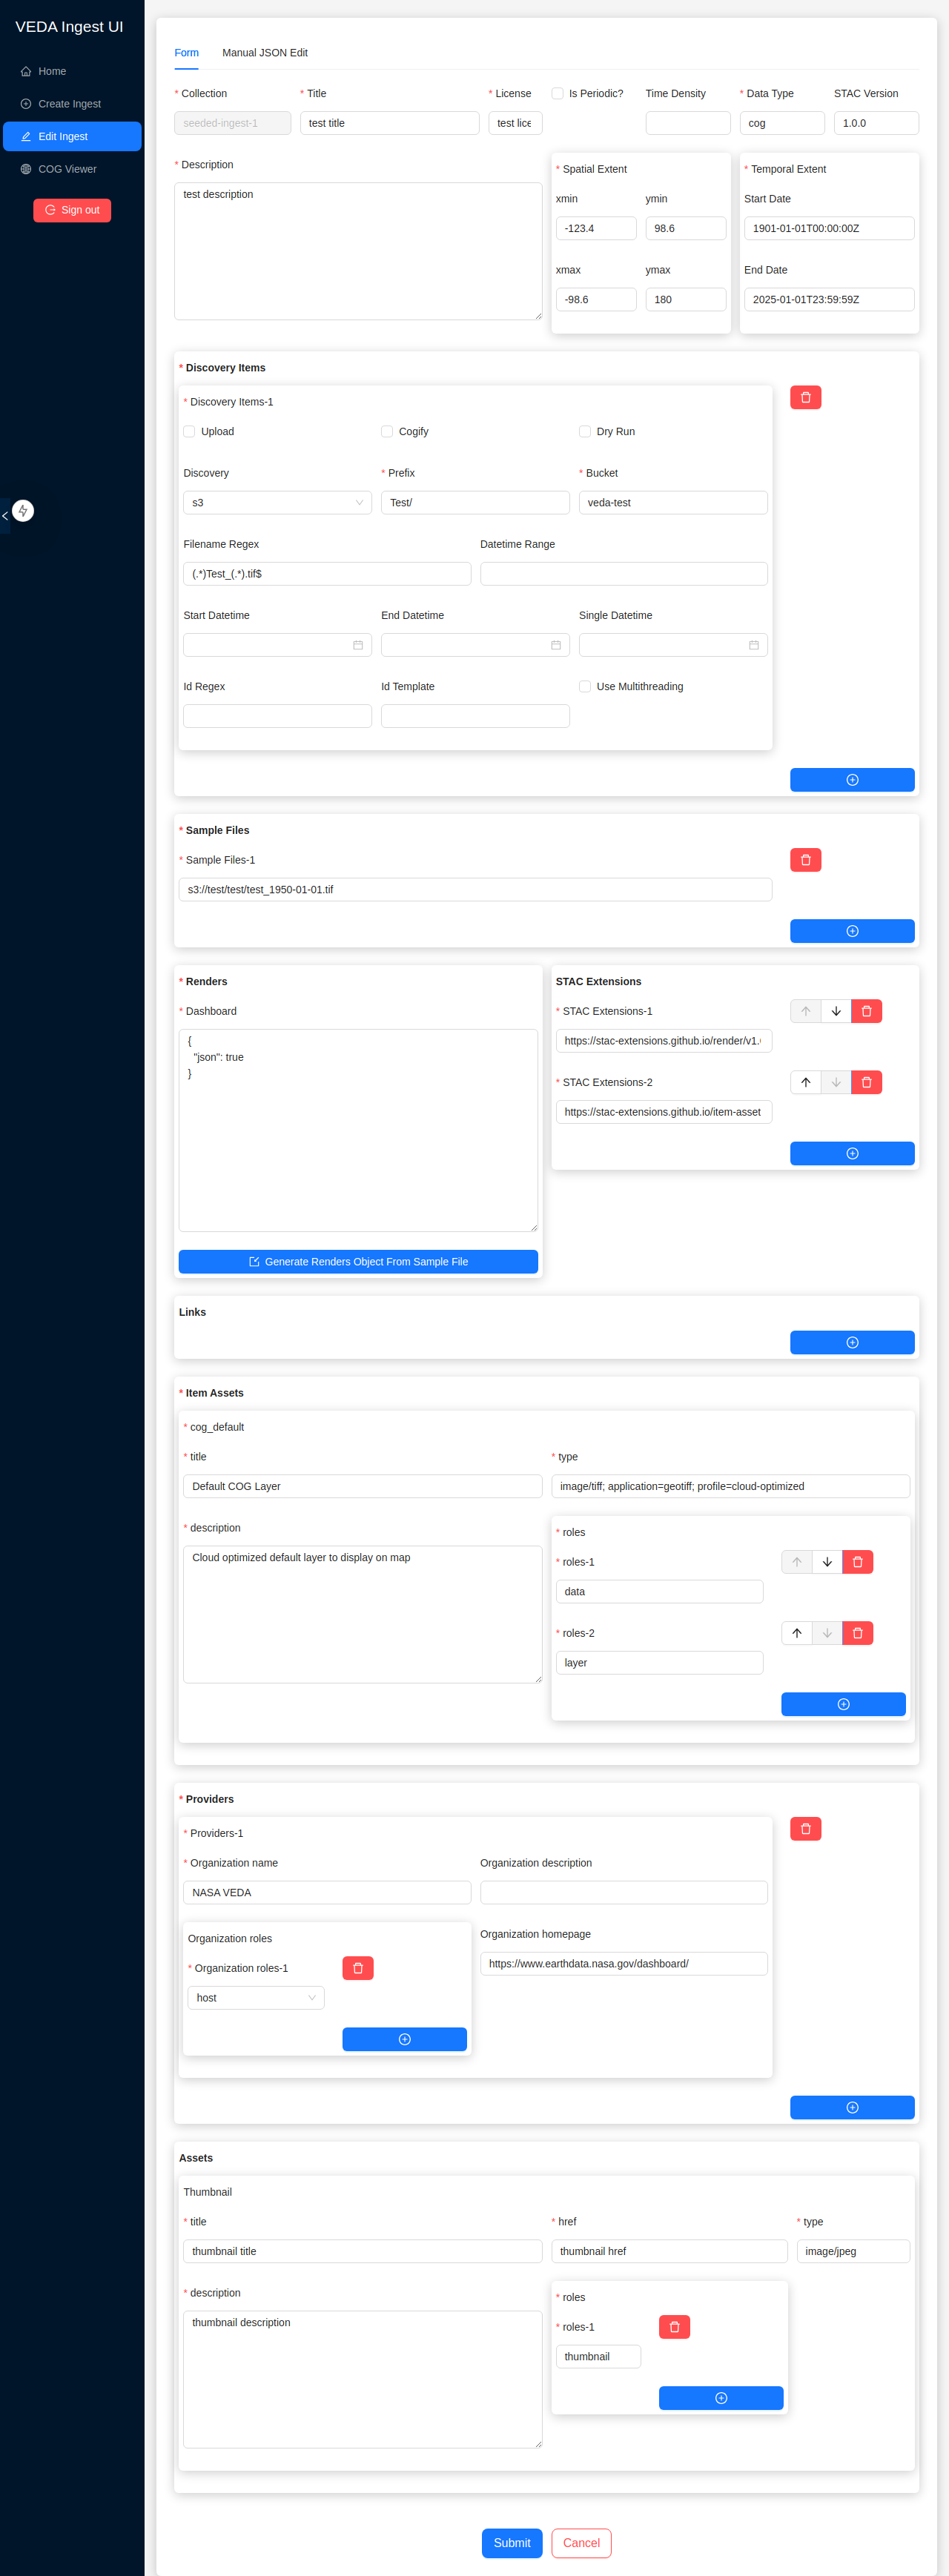 VEDA Ingest UI
Home
Create Ingest
Edit Ingest
COG Viewer
Sign out
Form Manual JSON Edit
* Collection * Title * License Is Periodic? Time Density * Data Type STAC Version
seeded-ingest-1 test title test lice cog 1.0.0
* Description
test description
* Spatial Extent
xmin ymin
-123.4 98.6
xmax ymax
-98.6 180
* Temporal Extent
Start Date
1901-01-01T00:00:00Z
End Date
2025-01-01T23:59:59Z
* Discovery Items
* Discovery Items-1
Upload Cogify Dry Run
Discovery * Prefix * Bucket
s3 Test/ veda-test
Filename Regex Datetime Range
(.*)Test_(.*).tif$
Start Datetime End Datetime Single Datetime
Id Regex Id Template Use Multithreading
* Sample Files
* Sample Files-1
s3://test/test/test_1950-01-01.tif
* Renders
* Dashboard
{
"json": true
}
Generate Renders Object From Sample File
STAC Extensions
* STAC Extensions-1
https://stac-extensions.github.io/render/v1.
* STAC Extensions-2
https://stac-extensions.github.io/item-asset
Links
* Item Assets
* cog_default
* title * type
Default COG Layer image/tiff; application=geotiff; profile=cloud-optimized
* description
Cloud optimized default layer to display on map
* roles
* roles-1
data
* roles-2
layer
* Providers
* Providers-1
* Organization name Organization description
NASA VEDA
Organization roles
* Organization roles-1
host
Organization homepage
https://www.earthdata.nasa.gov/dashboard/
Assets
Thumbnail
* title * href * type
thumbnail title thumbnail href image/jpeg
* description
thumbnail description
* roles
* roles-1
thumbnail
Submit Cancel